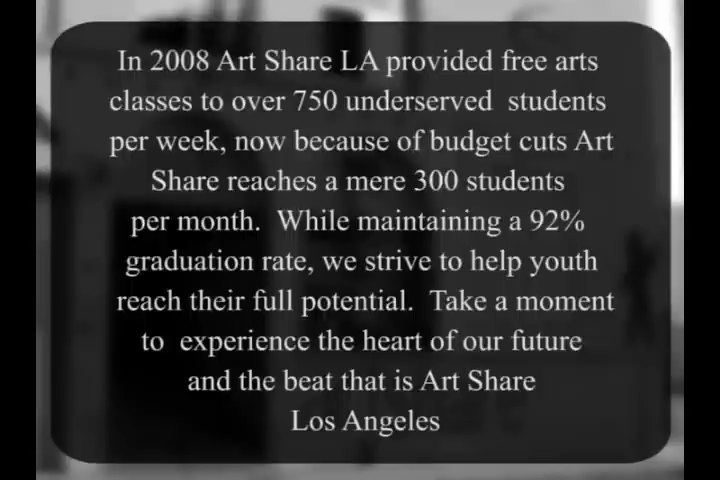 In 2008 Art Share LA provided free arts
classes to over 750 underserved students
per week, now because of budget cuts Art
Share reaches a mere 300 students
per month. While maintaining a 92%
graduation rate, we strive to help youth
reach their full potential. Take a moment
to experience the heart of our future
and the beat that is Art Share
Los Angeles